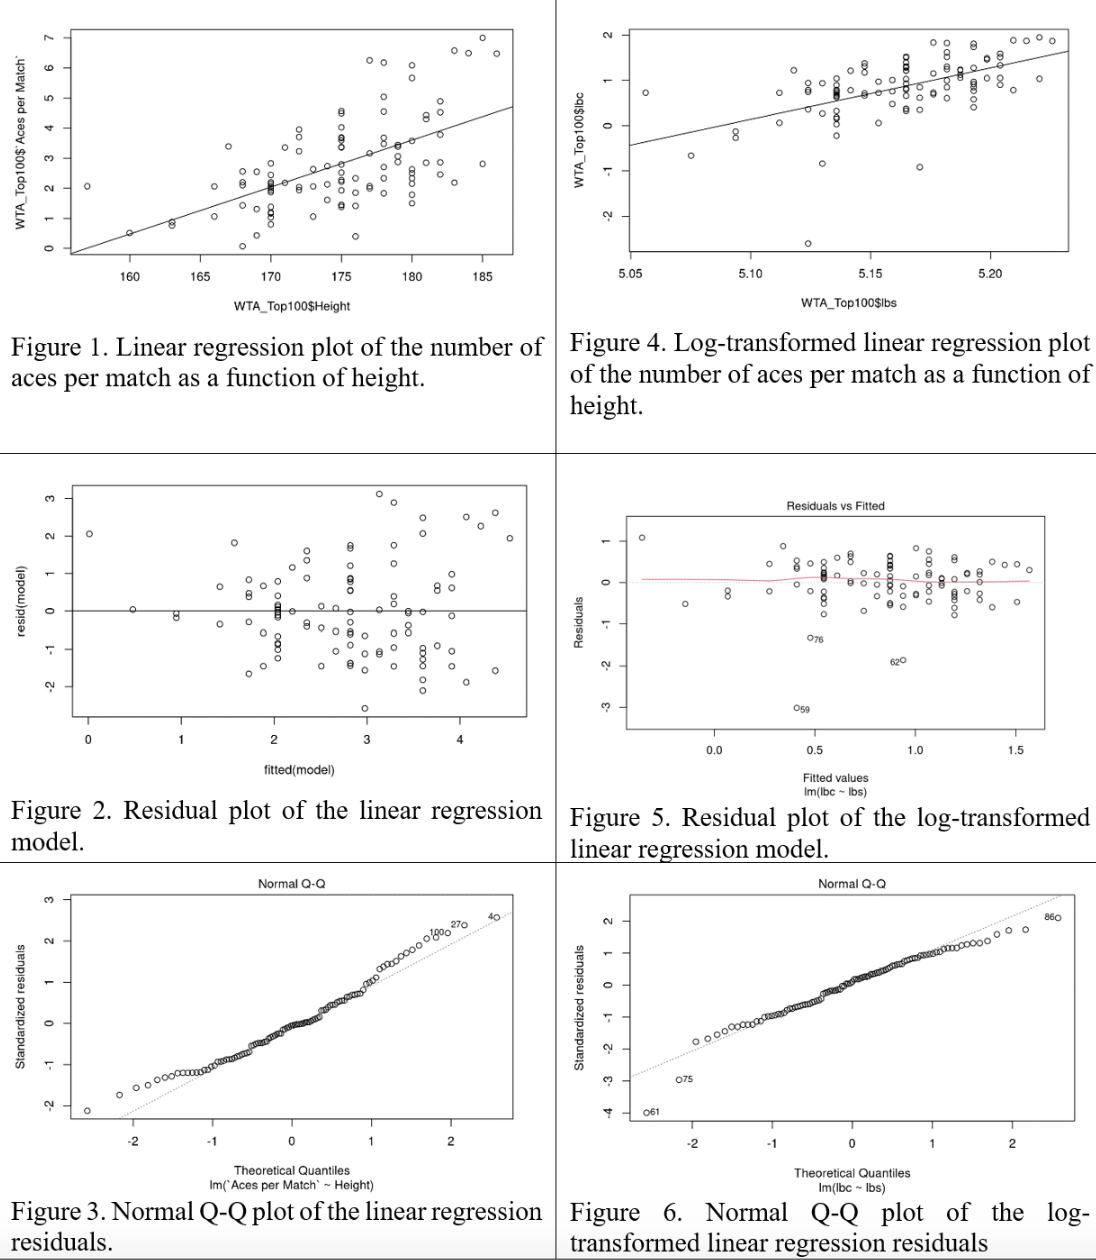 7
6
5
4
3
2
1
0
WTA_Top100$`Aces per Match`
160 165 170 175 180 185
WTA_Top100$Height
Figure 1. Linear regression plot of the number of
aces per match as a function of height.
2
1
0
-1
-2
WTA_Top100$lbc
5.05 5.10 5.15 5.20
WTA_Top100$lbs
Figure 4. Log-transformed linear regression plot
of the number of aces per match as a function of
height.
3
2
1
0
-1
-2
resid(model)
0 1 2 3 4
fitted(model)
Figure 2. Residual plot of the linear regression
model.
Residuals vs Fitted
1
0
-1
-2
-3
Residuals
76
62
59
0.0 0.5 1.0 1.5
Fitted values
lm(lbc ~ lbs)
Figure 5. Residual plot of the log-transformed
linear regression model.
Normal Q-Q
3
2
1
0
-1
-2
Standardized residuals
4
27
100
-2 -1 0 1 2
Theoretical Quantiles
lm(`Aces per Match` ~ Height)
Figure 3. Normal Q-Q plot of the linear regression
residuals.
Normal Q-Q
2
1
0
-1
-2
-3
-4
Standardized residuals
86
75
61
-2 -1 0 1 2
Theoretical Quantiles
lm(lbc ~ lbs)
Figure 6. Normal Q-Q plot of the log-
transformed linear regression residuals